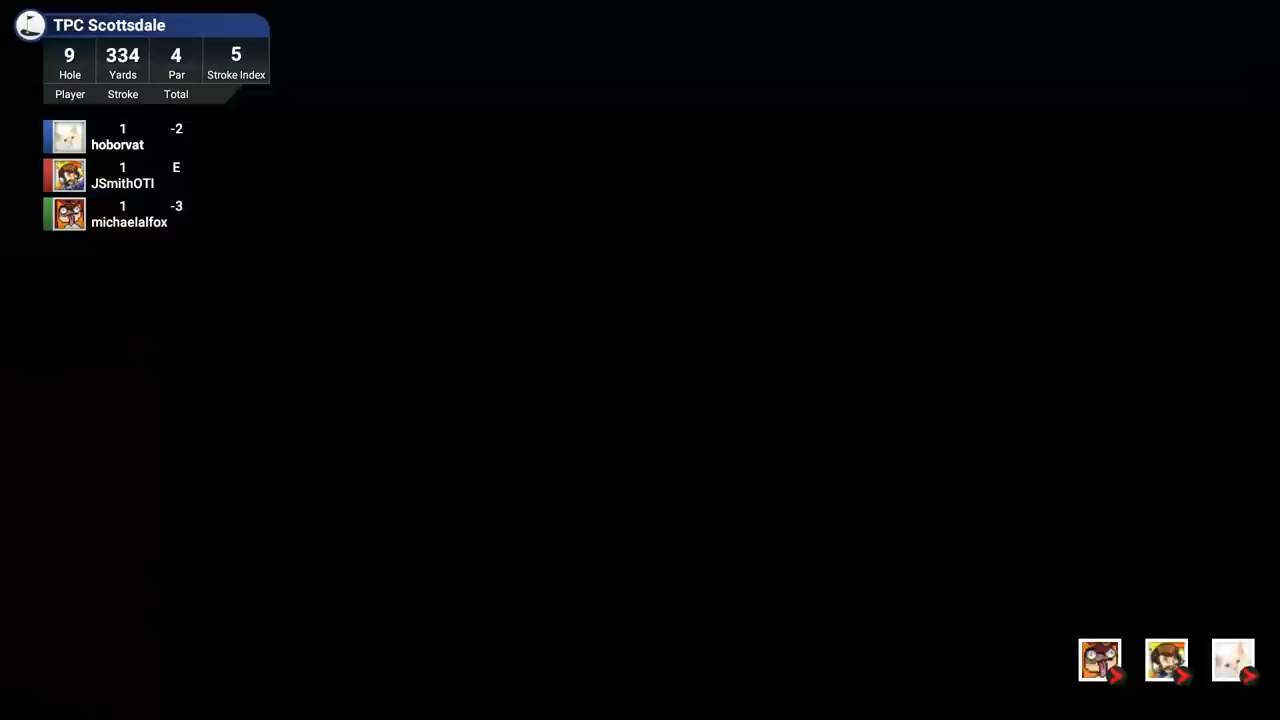 TPC Scottsdale
9 334 4 5
Hole Yards Par Stroke Index
Player Stroke Total
1 -2
hoborvat
1 E
JSmithOTI
1 -3
michaelalfox